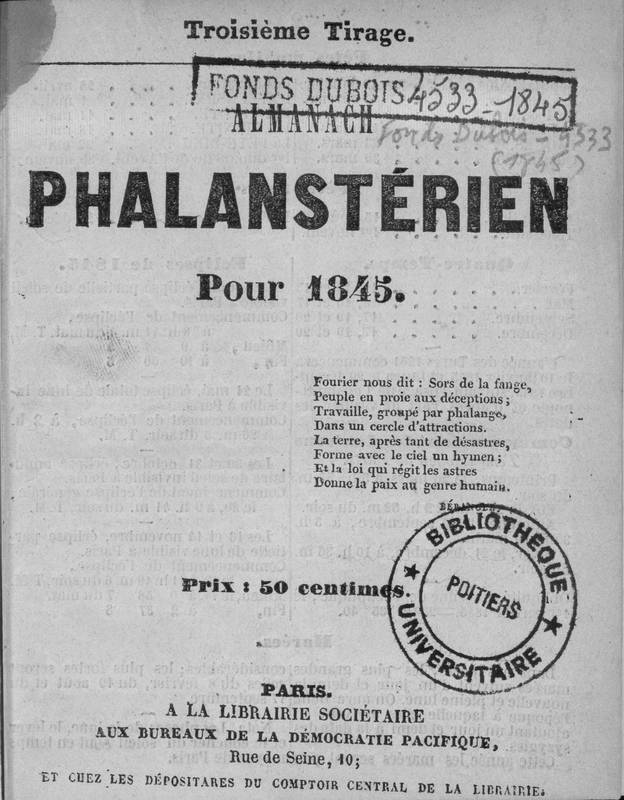 Troisième Tirage.
FONDS DUBOIS 4533-1845
ALMANACH
Fonds Dubois - 4533
(1845)
PHALANSTÉRIEN
Pour 1845.
Fourier nous dit : Sors de la fange,
Peuple en proie aux déceptions ;
Travaille, groupé par phalange,
Dans un cercle d'attractions.
La terre, après tant de désastres,
Forme avec le ciel un hymen ;
Et la loi qui régit les astres
Donne la paix au genre humain.
BÉRANGER.
BIBLIOTHÈQUE
POITIERS
UNIVERSITAIRE
Prix : 50 centimes.
PARIS.
A LA LIBRAIRIE SOCIÉTAIRE
AUX BUREAUX DE LA DÉMOCRATIE PACIFIQUE,
Rue de Seine, 10;
ET CHEZ LES DÉPOSITAIRES DU COMPTOIR CENTRAL DE LA LIBRAIRIE.